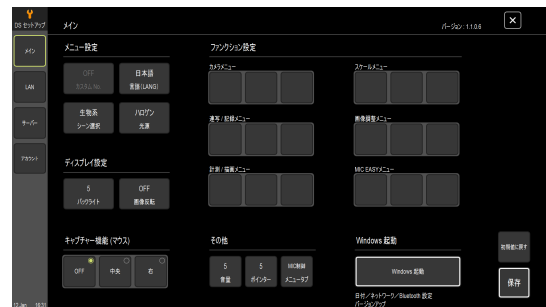 DS セットアップ
メイン
バージョン : 1.1.0.6
メイン
LAN
サーバー
アカウント
メニュー設定
OFF
日本語
言語 (LANG)
生物系
シーン選択
ハロゲン
光源
ディスプレイ設定
5
バックライト
OFF
画像反転
キャプチャー機能 (マウス)
OFF
中央
右
ファンクション設定
カメラメニュー
スケールメニュー
連写 / 記録メニュー
画像調整メニュー
計測 / 描画メニュー
MIC EASYメニュー
その他
5
音量
5
ポインター
MIC制御
メニュータブ
Windows 起動
Windows 起動
日付／ネットワーク／Bluetooth 設定
バージョンアップ
初期値に戻す
保存